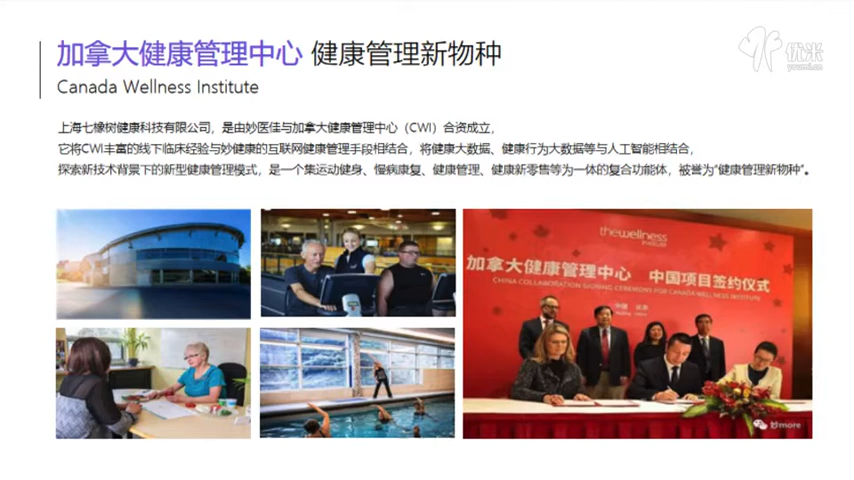 加拿大健康管理中心 健康管理新物种
Canada Wellness Institute
优米
youmi.cn
上海七橡树健康科技有限公司，是由妙医佳与加拿大健康管理中心（CWI）合资成立，
它将CWI丰富的线下临床经验与妙健康的互联网健康管理手段相结合，将健康大数据、健康行为大数据等与人工智能相结合，
探索新技术背景下的新型健康管理模式，是一个集运动健身、慢病康复、健康管理、健康新零售等为一体的复合功能体，被誉为“健康管理新物种”。
thewellness
institute
加拿大健康管理中心 中国项目签约仪式
CHINA COLLABORATION SIGNING CEREMONY FOR CANADA WELLNESS INSTITUTE
妙more